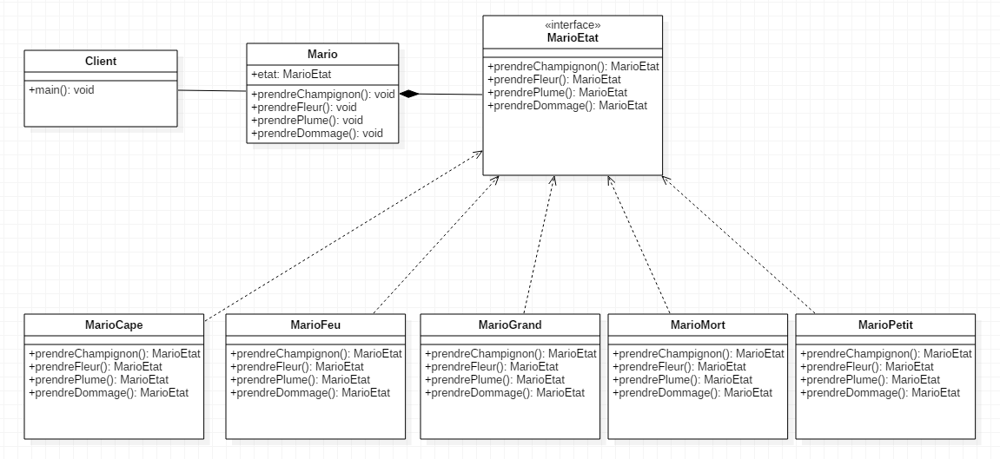 Client
+main(): void
Mario
+etat: MarioEtat
+prendreChampignon(): void
+prendreFleur(): void
+prendrePlume(): void
+prendreDommage(): void
«interface»
MarioEtat
+prendreChampignon(): MarioEtat
+prendreFleur(): MarioEtat
+prendrePlume(): MarioEtat
+prendreDommage(): MarioEtat
MarioCape
+prendreChampignon(): MarioEtat
+prendreFleur(): MarioEtat
+prendrePlume(): MarioEtat
+prendreDommage(): MarioEtat
MarioFeu
+prendreChampignon(): MarioEtat
+prendreFleur(): MarioEtat
+prendrePlume(): MarioEtat
+prendreDommage(): MarioEtat
MarioGrand
+prendreChampignon(): MarioEtat
+prendreFleur(): MarioEtat
+prendrePlume(): MarioEtat
+prendreDommage(): MarioEtat
MarioMort
+prendreChampignon(): MarioEtat
+prendreFleur(): MarioEtat
+prendrePlume(): MarioEtat
+prendreDommage(): MarioEtat
MarioPetit
+prendreChampignon(): MarioEtat
+prendreFleur(): MarioEtat
+prendrePlume(): MarioEtat
+prendreDommage(): MarioEtat